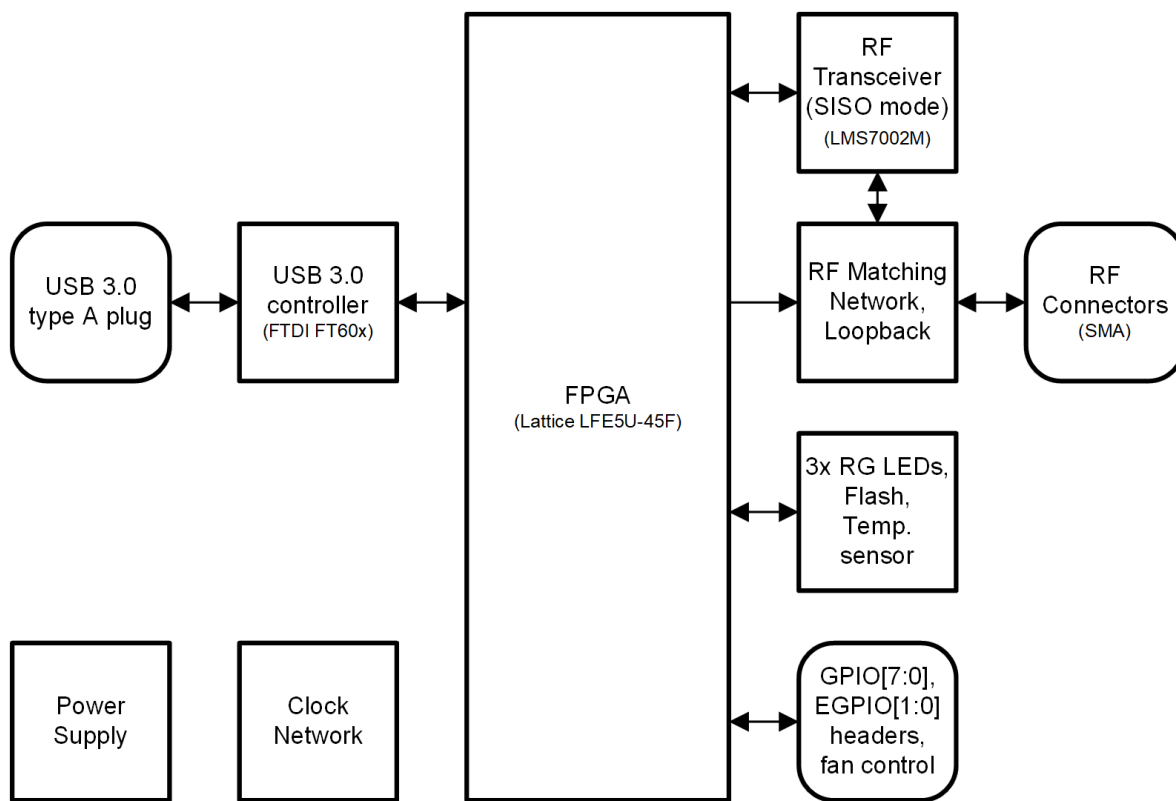 RF
Transceiver
(SISO mode)
(LMS7002M)
USB 3.0
type A plug
USB 3.0
controller
(FTDI FT60x)
RF Matching
Network,
Loopback
RF
Connectors
(SMA)
FPGA
(Lattice LFE5U-45F)
3x RG LEDs,
Flash,
Temp.
sensor
Power
Supply
Clock
Network
GPIO[7:0],
EGPIO[1:0]
headers,
fan control